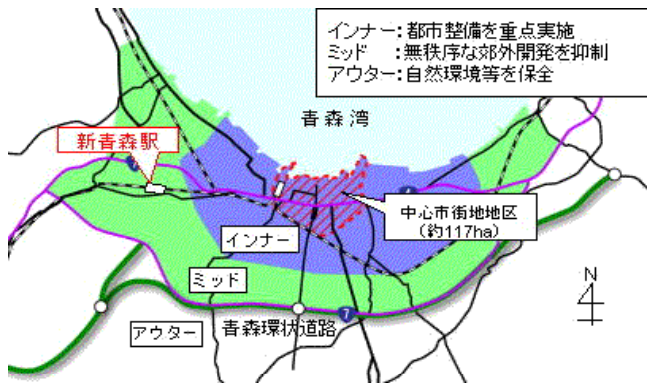 インナー:都市整備を重点実施
ミッド :無秩序な郊外開発を抑制
アウター:自然環境等を保全
青森湾
新青森駅
7
中心市街地地区
(約117ha)
インナー
ミッド
N
4
7
アウター
青森環状道路